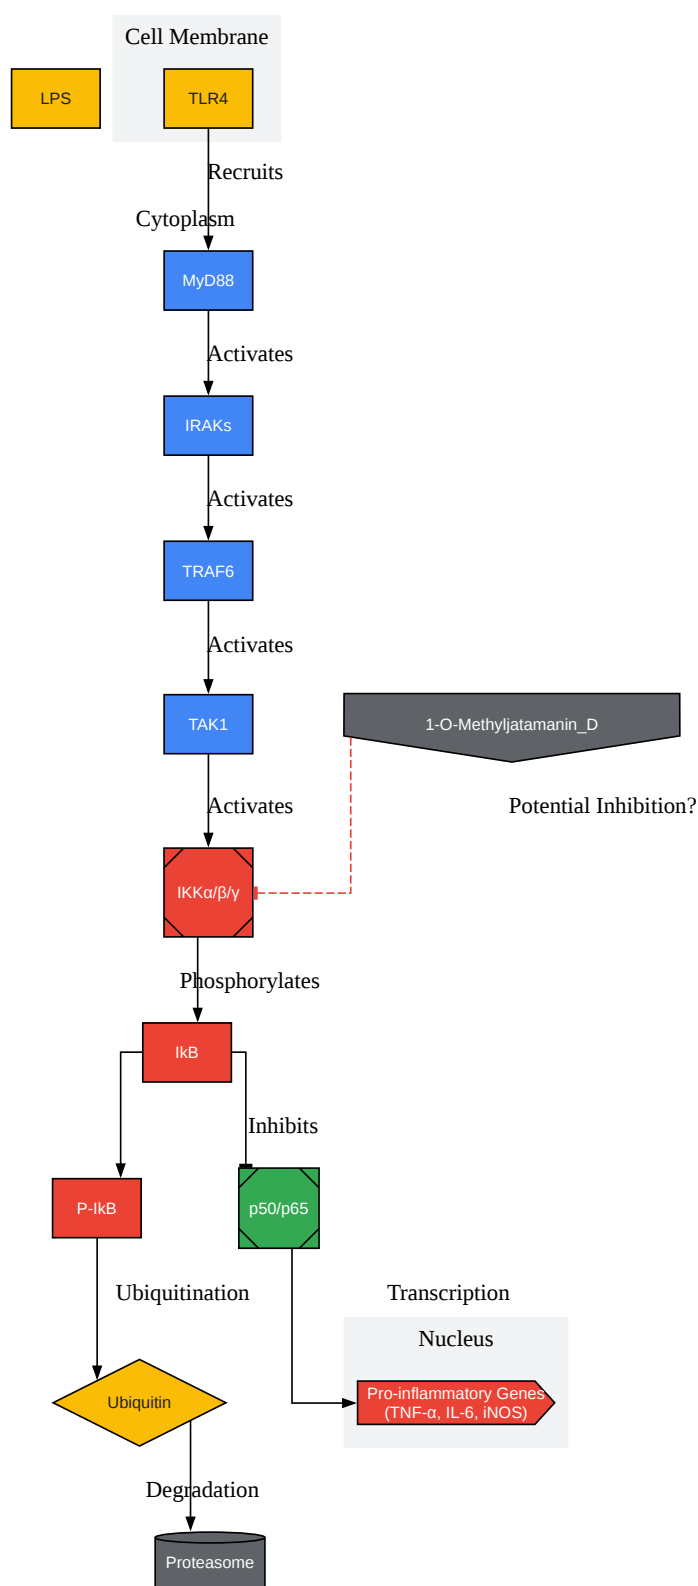 Cell Membrane
LPS
TLR4
Recruits
Cytoplasm
MyD88
Activates
IRAKs
Activates
TRAF6
Activates
TAK1
1-O-Methyljatamanin_D
Activates
Potential Inhibition?
IKKα/β/γ
Phosphorylates
IkB
Inhibits
P-IkB
p50/p65
Ubiquitination
Transcription
Nucleus
Pro-inflammatory Genes
(TNF-α, IL-6, iNOS)
Ubiquitin
Degradation
Proteasome